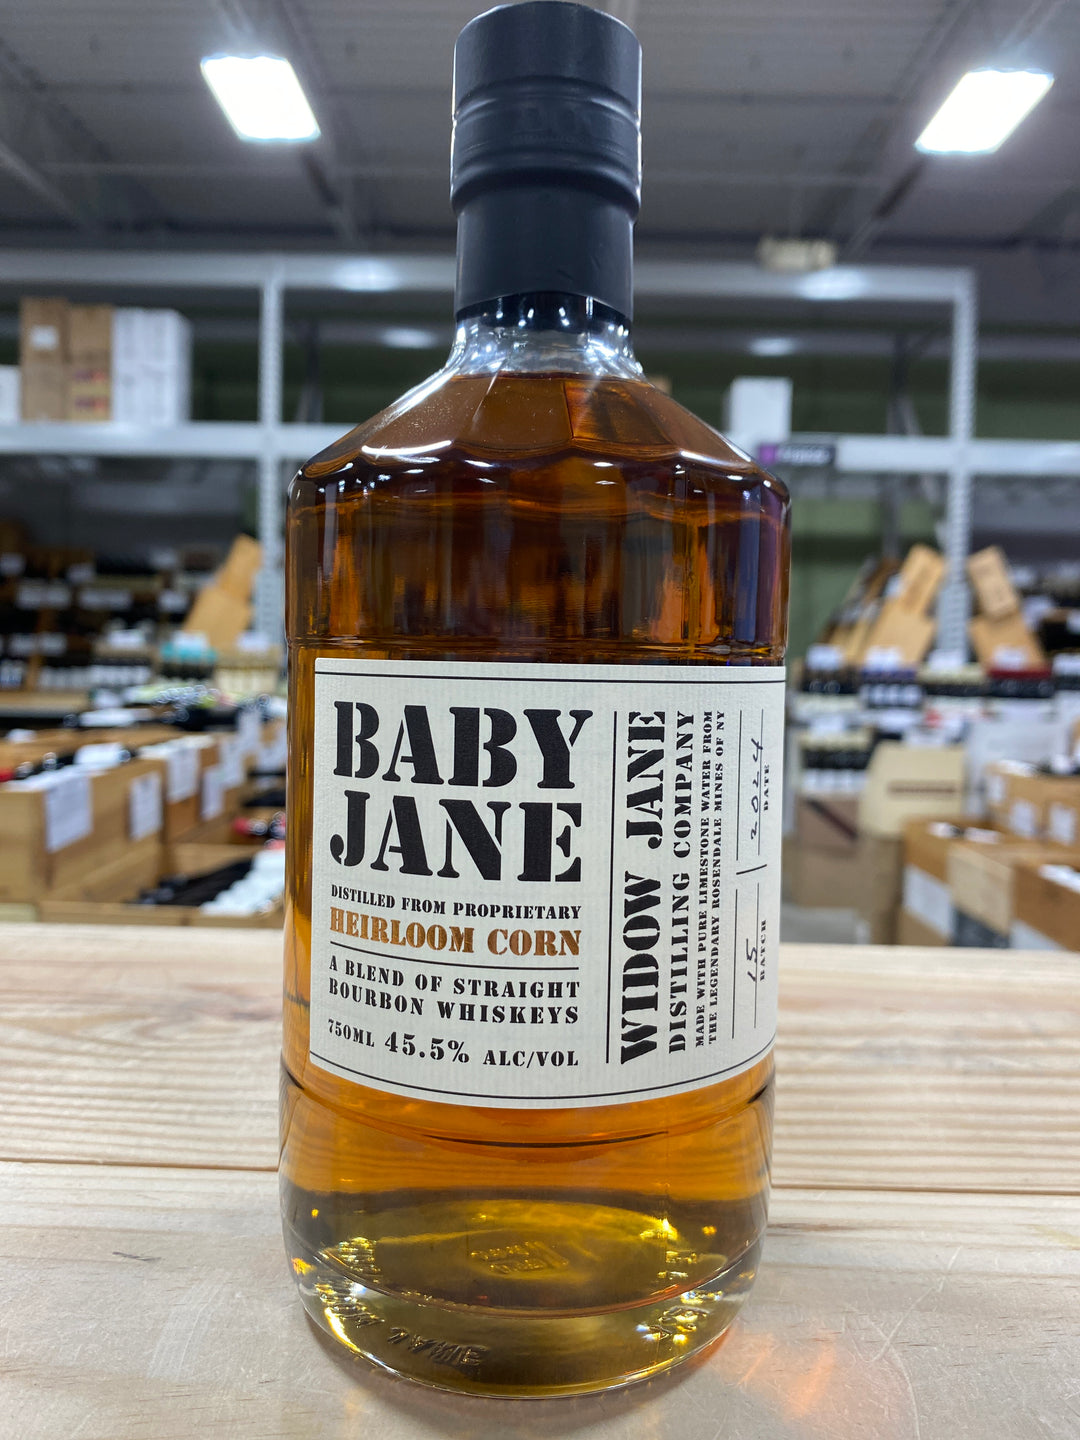 BABY
JANE
DISTILLED FROM PROPRIETARY
HEIRLOOM CORN
A BLEND OF STRAIGHT
BOURBON WHISKEYS
750ML 45.5% ALC/VOL
WIDOW JANE
DISTILLING COMPANY
MADE WITH PURE LIMESTONE WATER FROM
THE LEGENDARY ROSENDALE MINES OF NY
15 2024
BATCH DATE